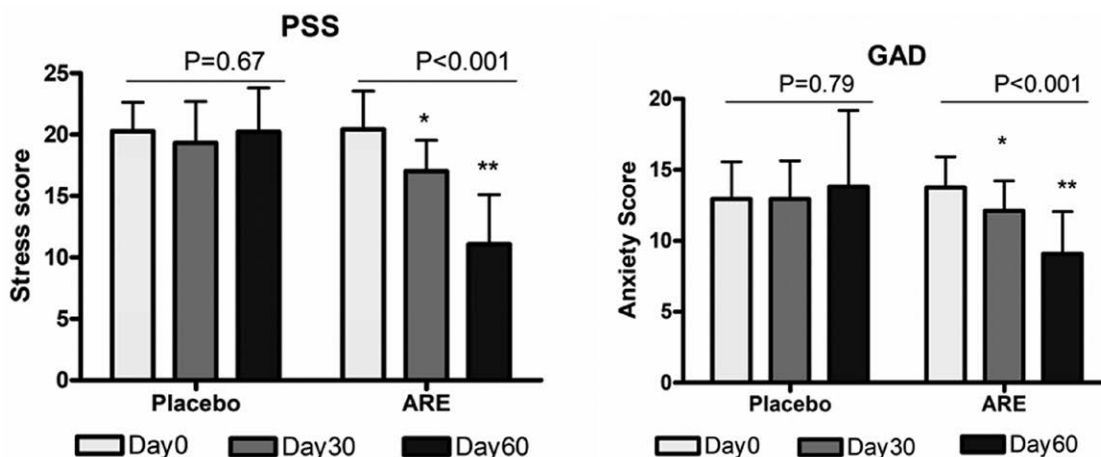 PSS
P=0.67 P<0.001
Stress score
25
20
15
10
5
0
*
**
Placebo ARE
Day0 Day30 Day60
GAD
P=0.79 P<0.001
Anxiety Score
20
15
10
5
0
*
**
Placebo ARE
Day0 Day30 Day60